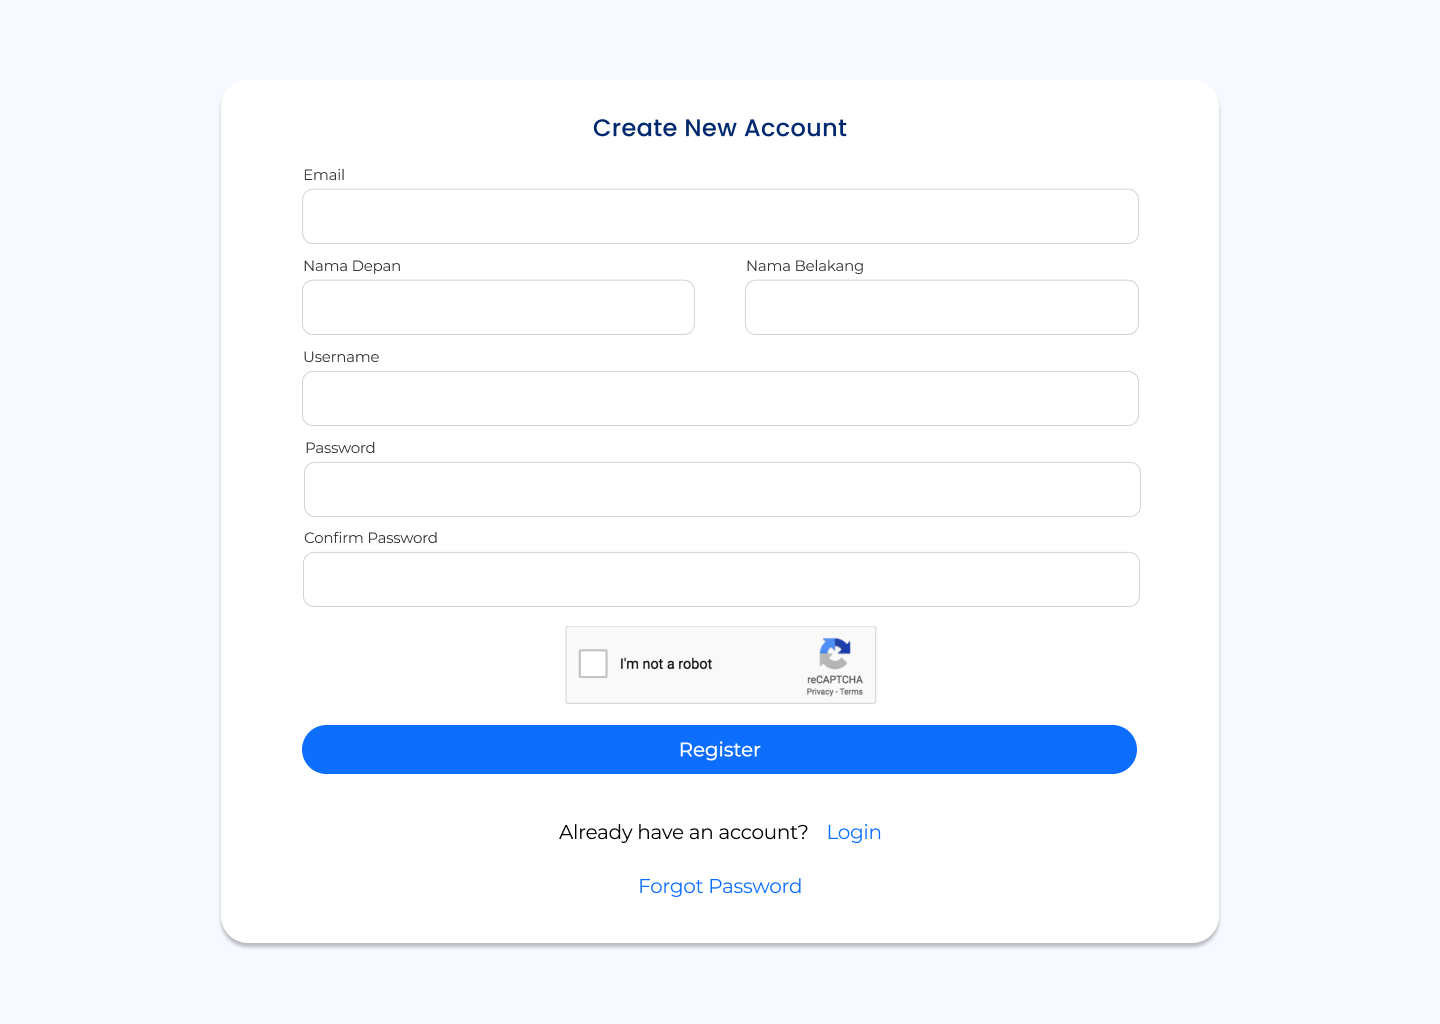 Create New Account
Email
Nama Depan Nama Belakang
Username
Password
Confirm Password
I'm not a robot
reCAPTCHA
Privacy - Terms
Register
Already have an account? Login
Forgot Password